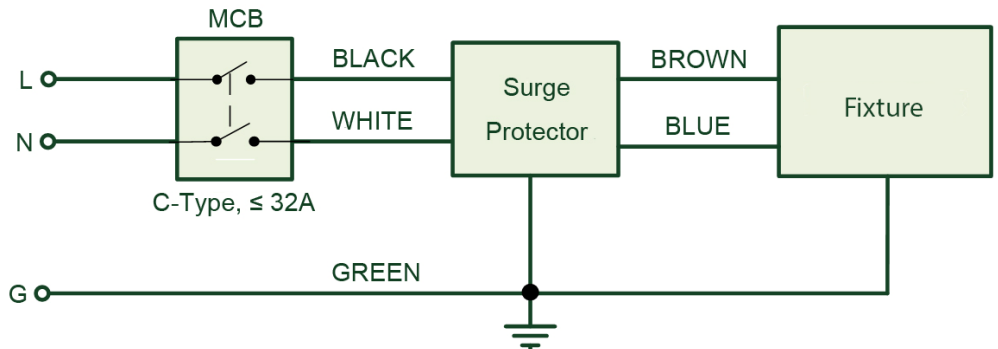 MCB
L
BLACK
BROWN
Surge
Protector
Fixture
N
WHITE
BLUE
C-Type, ≤ 32A
GREEN
G